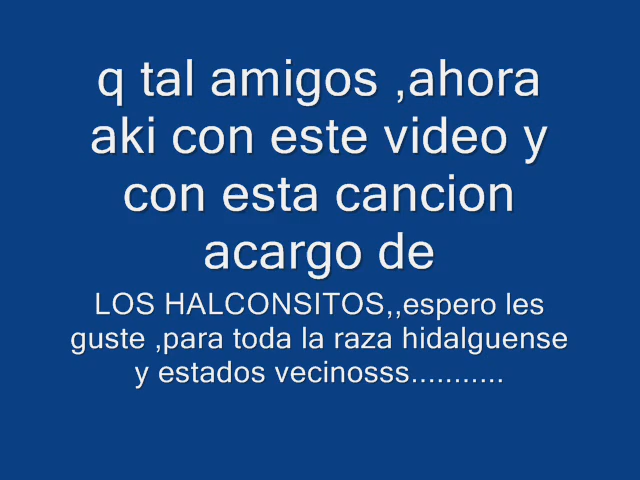 q tal amigos ,ahora
aki con este video y
con esta cancion
acargo de
LOS HALCONSITOS,,espero les
guste ,para toda la raza hidalguense
y estados vecinosss...........